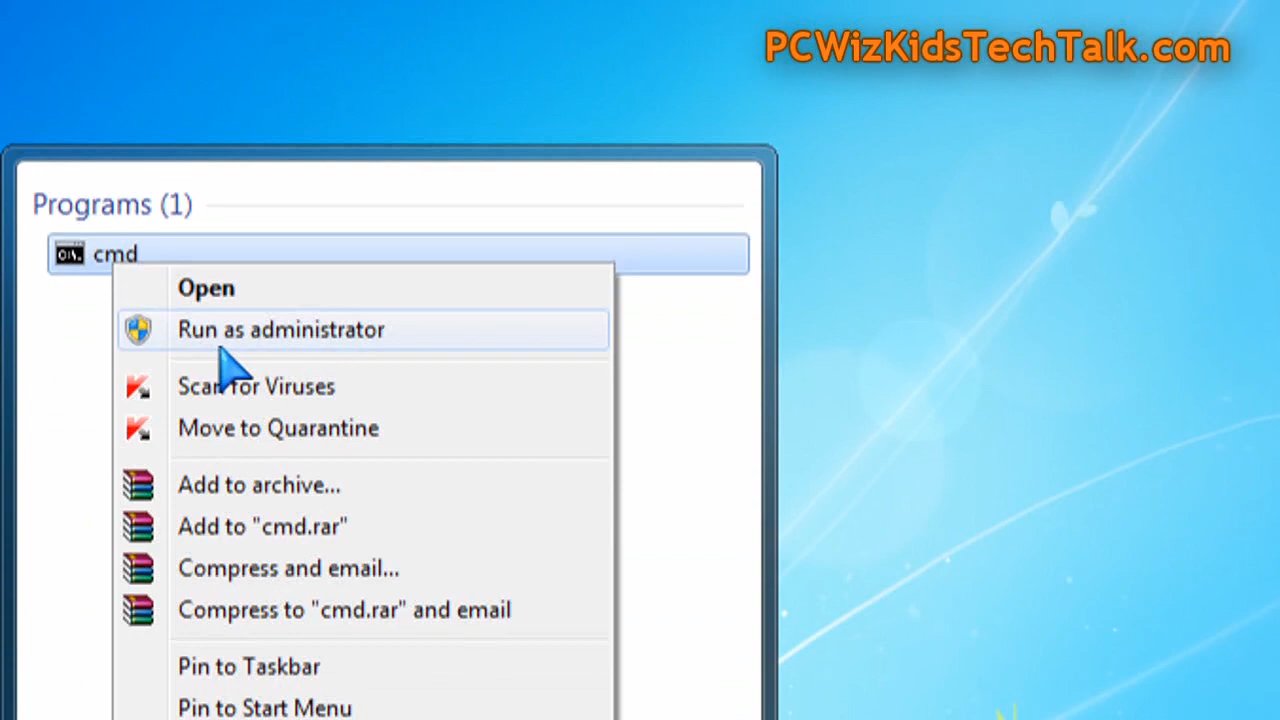 PCWizKidsTechTalk.com
Programs (1)
cmd
Open
Run as administrator
Scan for Viruses
Move to Quarantine
Add to archive...
Add to "cmd.rar"
Compress and email...
Compress to "cmd.rar" and email
Pin to Taskbar
Pin to Start Menu